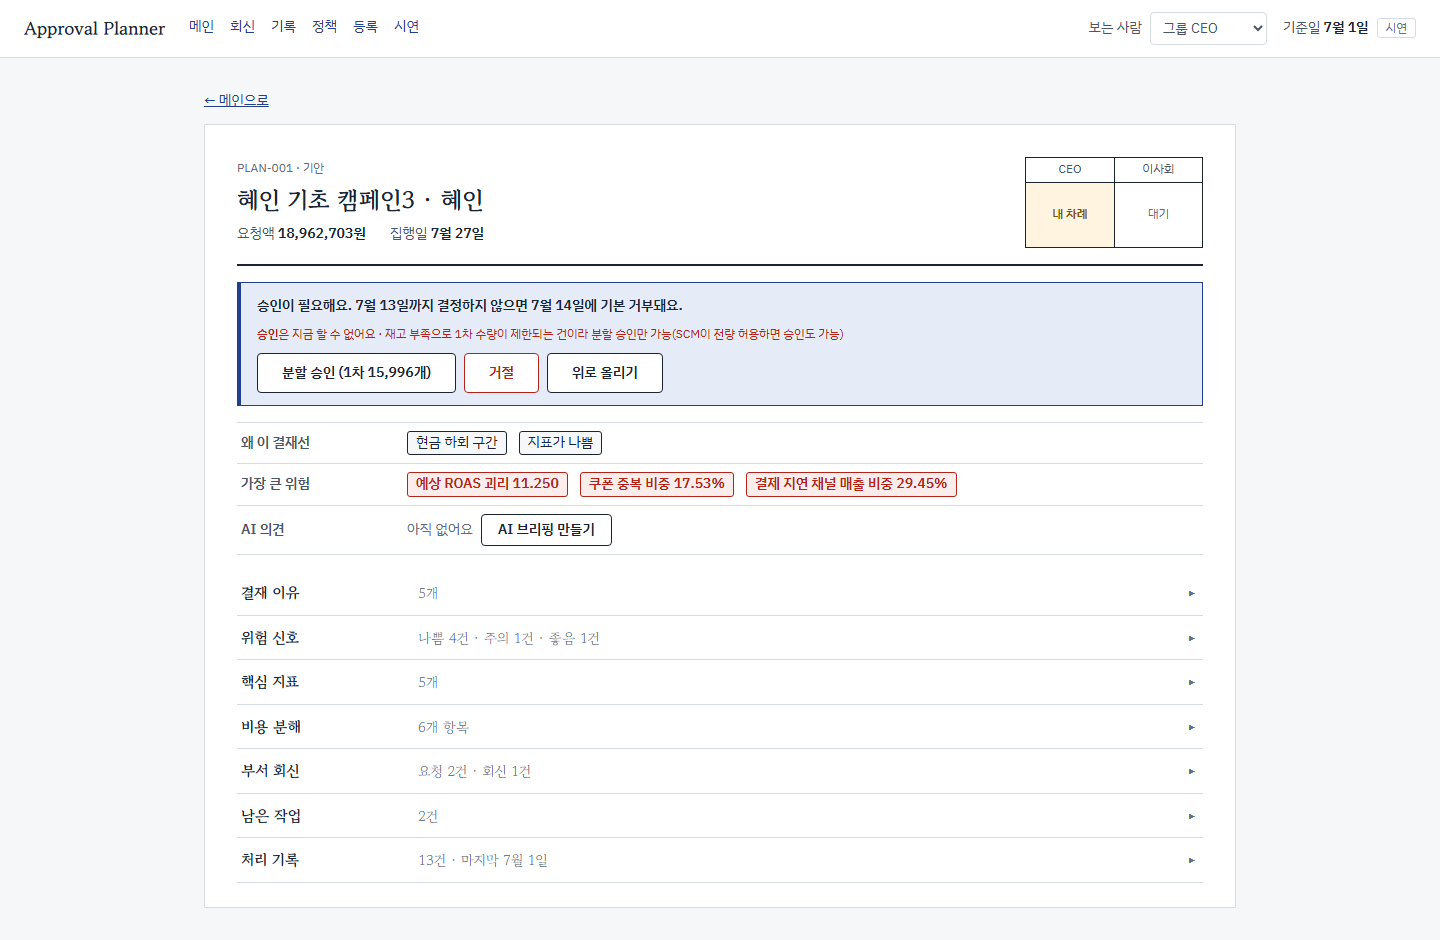 Approval Planner 메인 회신 기록 정책 등록 시연 보는 사람 그룹 CEO 기준일 7월 1일 시연
← 메인으로
PLAN-001 · 기안
혜인 기초 캠페인3 · 혜인
요청액 18,962,703원 집행일 7월 27일
CEO 이사회
내 차례 대기
승인이 필요해요. 7월 13일까지 결정하지 않으면 7월 14일에 기본 거부돼요.
승인은 지금 할 수 없어요 · 재고 부족으로 1차 수량이 제한되는 건이라 분할 승인만 가능(SCM이 전량 허용하면 승인도 가능)
분할 승인 (1차 15,996개) 거절 위로 올리기
왜 이 결재선 현금 하회 구간 지표가 나쁨
가장 큰 위험 예상 ROAS 괴리 11.250 쿠폰 중복 비중 17.53% 결제 지연 채널 매출 비중 29.45%
AI 의견 아직 없어요 AI 브리핑 만들기
결재 이유 5개 ▸
위험 신호 나쁨 4건 · 주의 1건 · 좋음 1건 ▸
핵심 지표 5개 ▸
비용 분해 6개 항목 ▸
부서 회신 요청 2건 · 회신 1건 ▸
남은 작업 2건 ▸
처리 기록 13건 · 마지막 7월 1일 ▸